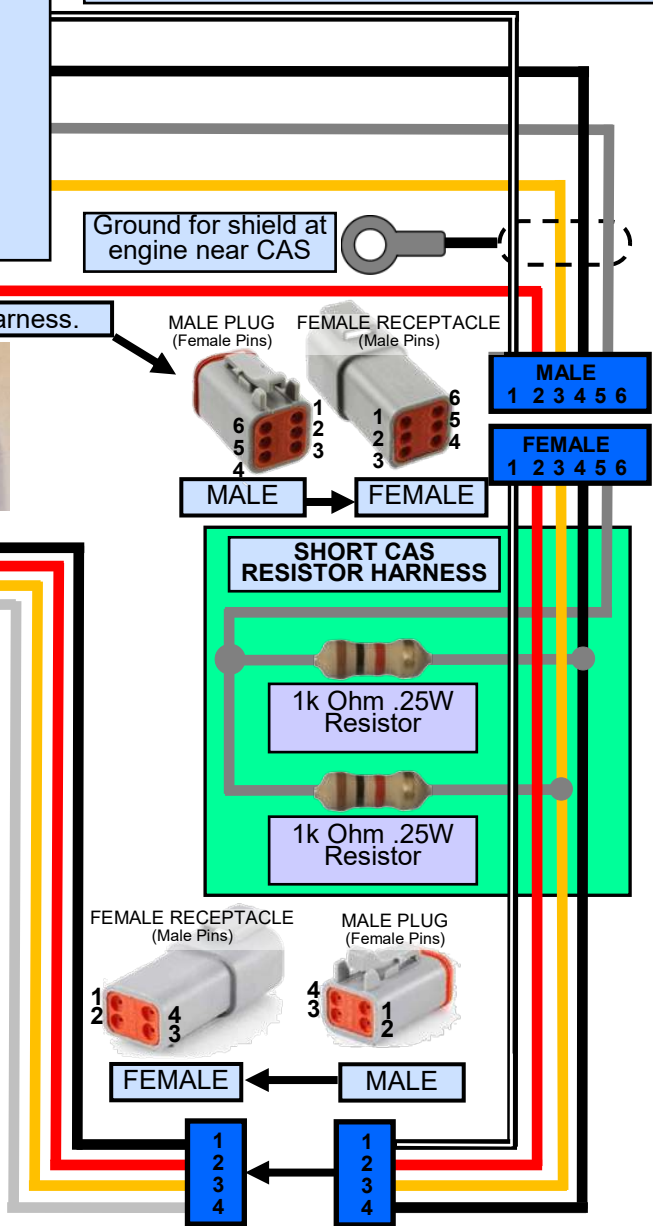 Ground for shield at
engine near CAS
arness.
MALE PLUG
(Female Pins)
FEMALE RECEPTACLE
(Male Pins)
6
5
4
1
2
3
1
2
3
6
5
4
MALE
1 2 3 4 5 6
FEMALE
1 2 3 4 5 6
MALE
FEMALE
SHORT CAS
RESISTOR HARNESS
1k Ohm .25W
Resistor
1k Ohm .25W
Resistor
FEMALE RECEPTACLE
(Male Pins)
MALE PLUG
(Female Pins)
1
2
4
3
4
3
1
2
FEMALE
MALE
1
2
3
4
1
2
3
4